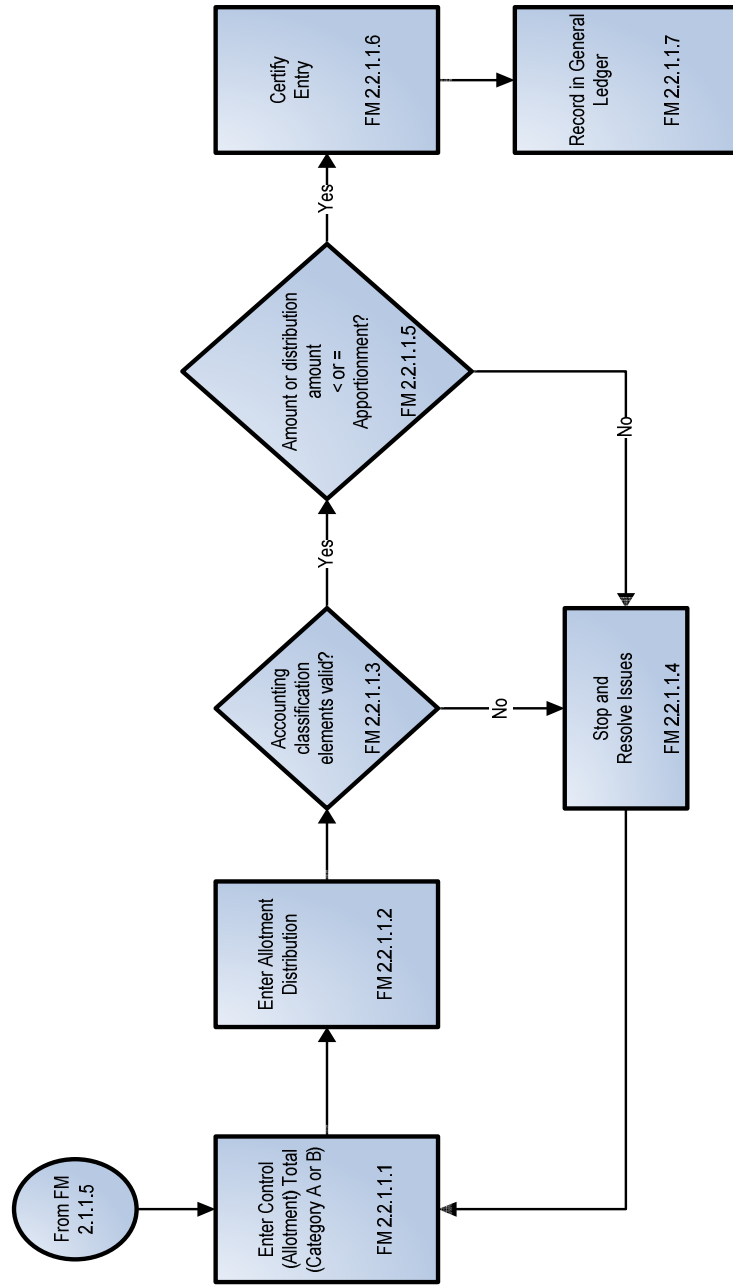 From FM
2.1.1.5
Enter Control
(Allotment) Total
(Category A or B)
FM 2.2.1.1.1
Enter Allotment
Distribution
FM 2.2.1.1.2
Accounting
classification
elements valid?
FM 2.2.1.1.3
Yes
No
Stop and
Resolve Issues
FM 2.2.1.1.4
Amount or distribution
amount
< or =
Apportionment?
FM 2.2.1.1.5
Yes
No
Certify
Entry
FM 2.2.1.1.6
Record in General
Ledger
FM 2.2.1.1.7